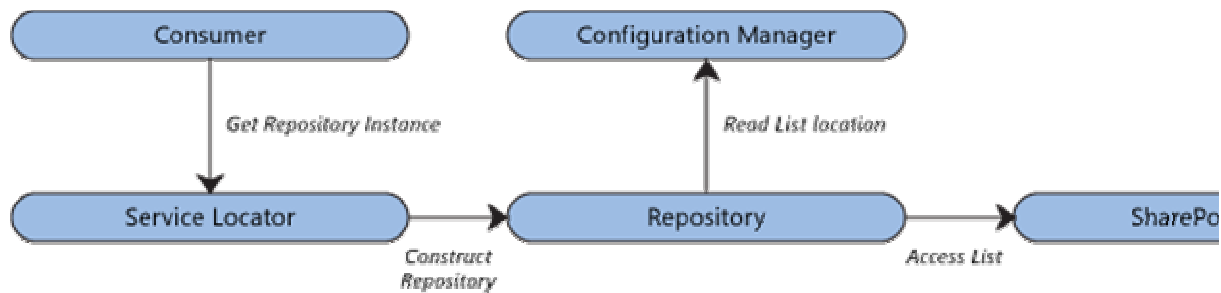 Consumer
Configuration Manager
Get Repository Instance
Read List location
Service Locator
Repository
Construct
Repository
Access List